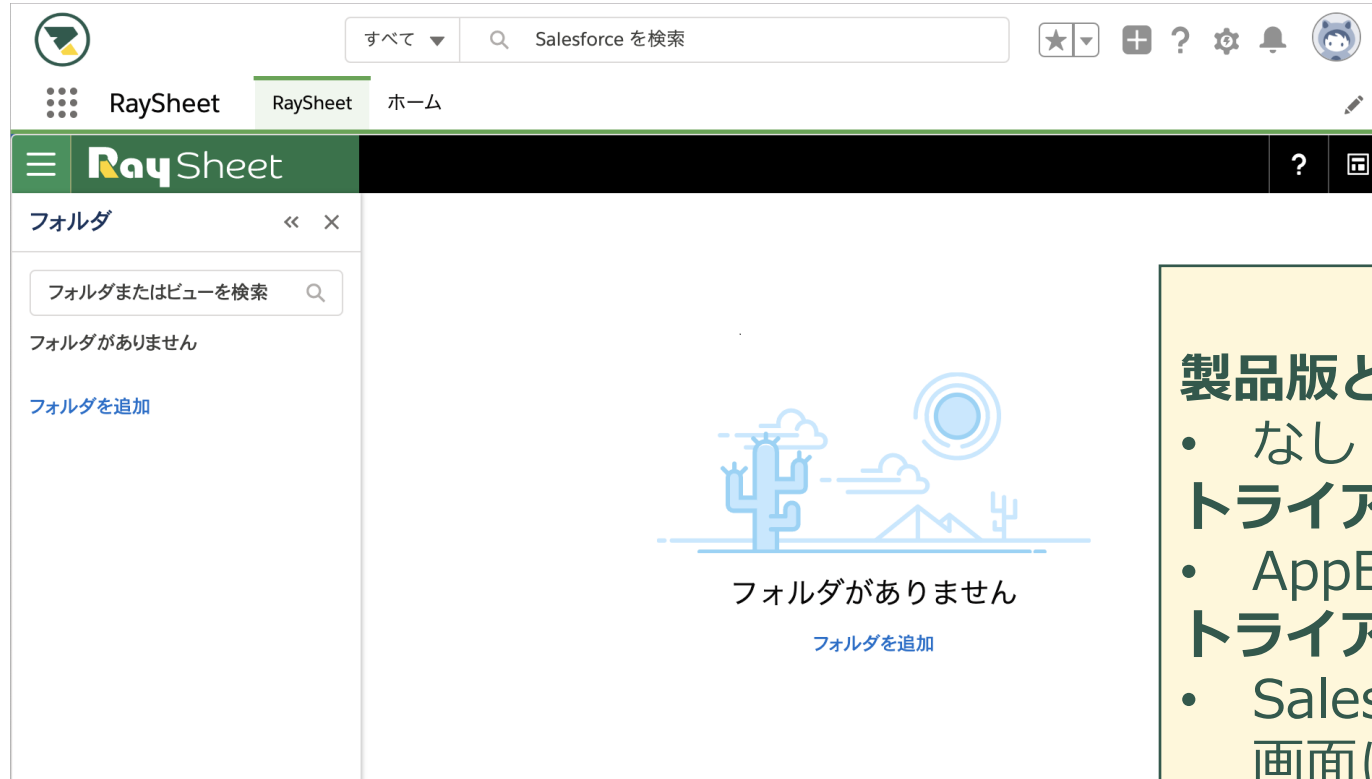 すべて
Salesforce を検索
?
RaySheet
RaySheet
ホーム
RaySheet
?
フォルダ
フォルダまたはビューを検索
フォルダがありません
フォルダを追加
フォルダがありません
フォルダを追加
製品版と
• なし
トライア
• AppE
トライア
• Sales
画面